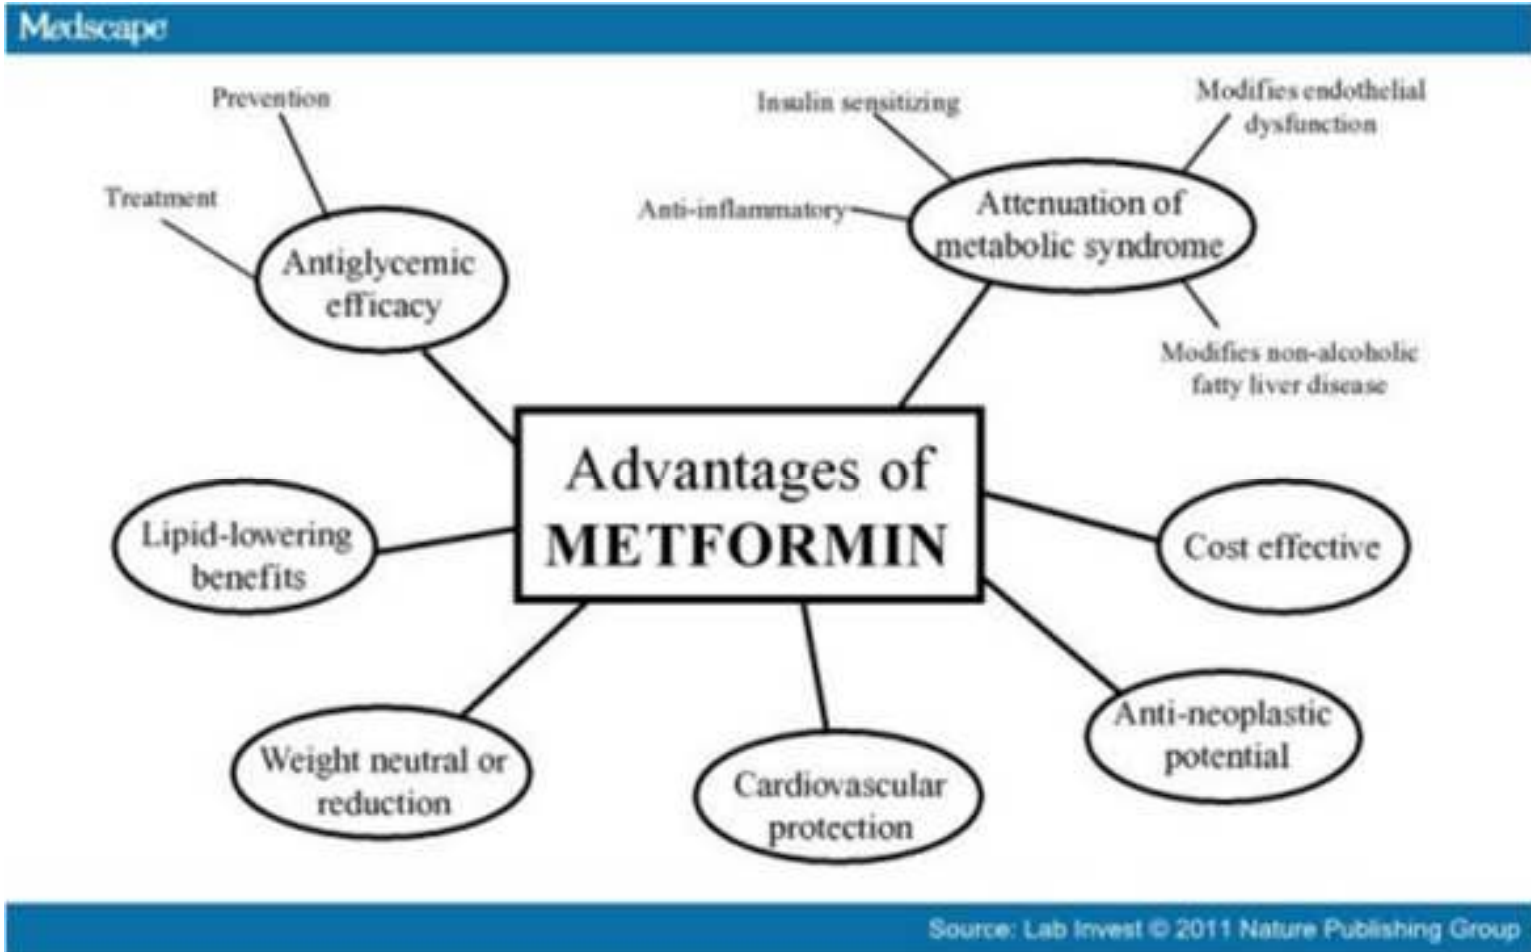 Medscape
Prevention
Treatment
Antiglycemic
efficacy
Insulin sensitizing
Anti-inflammatory
Modifies endothelial
dysfunction
Attenuation of
metabolic syndrome
Modifies non-alcoholic
fatty liver disease
Advantages of
METFORMIN
Lipid-lowering
benefits
Cost effective
Weight neutral or
reduction
Cardiovascular
protection
Anti-neoplastic
potential
Source: Lab Invest © 2011 Nature Publishing Group